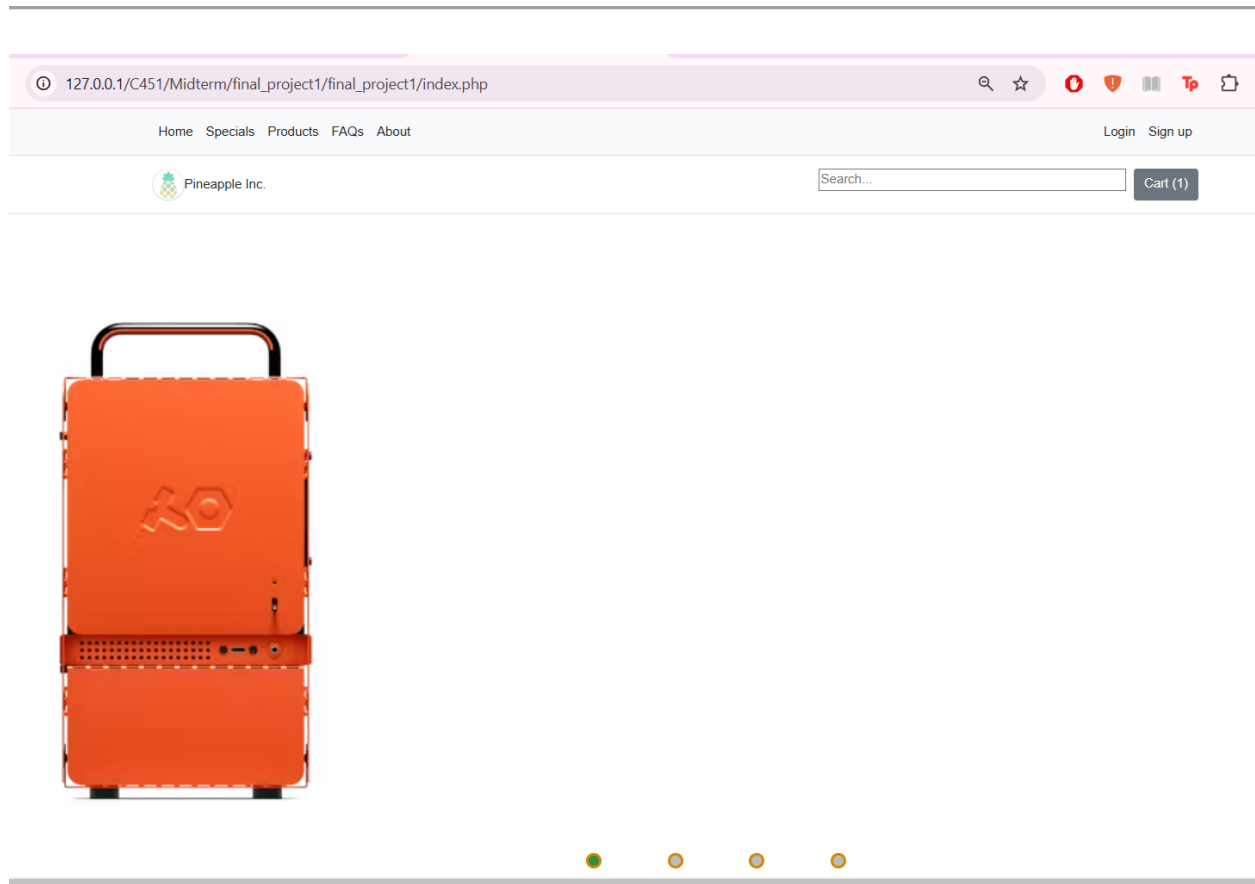 127.0.0.1/C451/Midterm/final_project1/final_project1/index.php
Tp
Home Specials Products FAQs About Login Sign up
Pineapple Inc. Search... Cart (1)